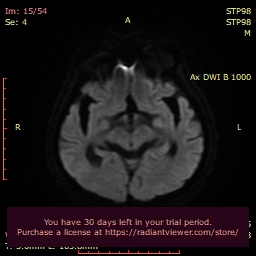 Im: 15/54
STP98
Se: 4
A
STP98
M
Ax DWI B 1000
R
L
You have 30 days left in your trial period.
Purchase a license at https://radiantviewer.com/store/